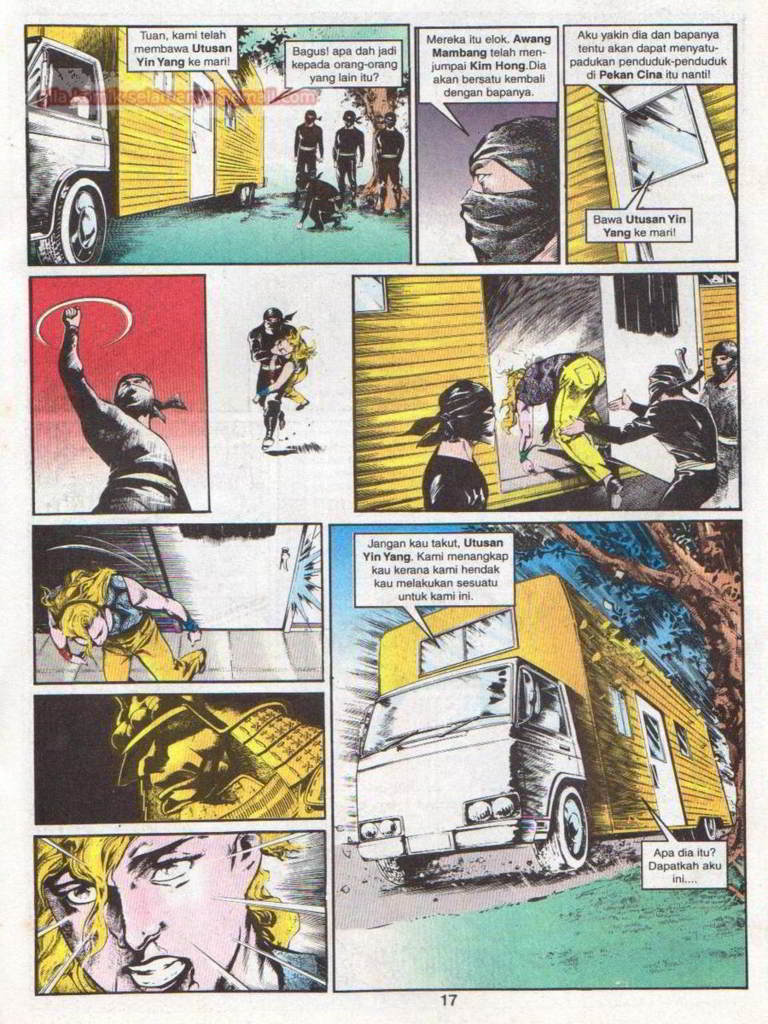 Tuan, kami telah
membawa Utusan
Yin Yang ke mari!
Bagus! apa dah jadi
kepada orang-orang
yang lain itu?
Mereka itu elok. Awang
Mambang telah men-
jumpai Kim Hong.Dia
akan bersatu kembali
dengan bapanya.
Aku yakin dia dan bapanya
tentu akan dapat menyatu-
padukan penduduk-penduduk
di Pekan Cina itu nanti!
Bawa Utusan Yin
Yang ke mari!
Jangan kau takut, Utusan
Yin Yang. Kami menangkap
kau kerana kami hendak
kau melakukan sesuatu
untuk kami ini.
Apa dia itu?
Dapatkah aku
ini....
17